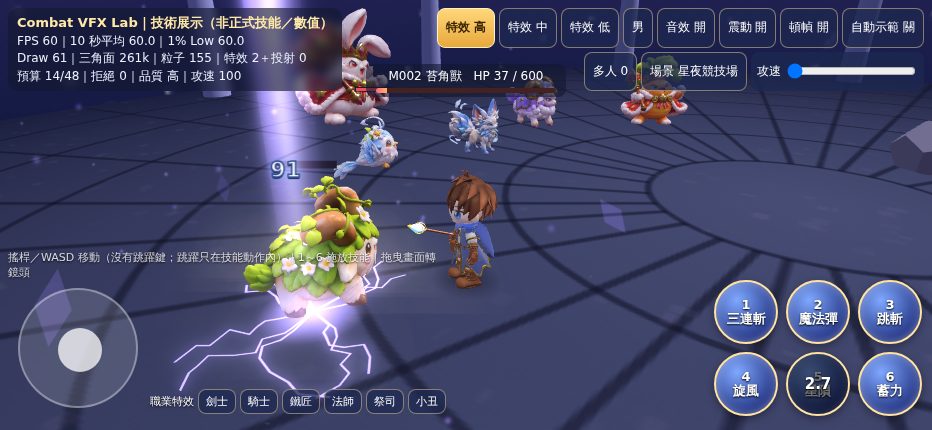 Combat VFX Lab｜技術展示（非正式技能／數值）
FPS 60｜10 秒平均 60.0｜1% Low 60.0
Draw 61｜三角面 261k｜粒子 155｜特效 2＋投射 0
預算 14/48｜拒絕 0｜品質 高｜攻速 100
特效 高
特效 中
特效 低
男
音效 開
震動 開
頓幀 開
自動示範 關
M002 苔角獸 HP 37 / 600
多人 0
場景 星夜競技場
攻速
91
搖桿／WASD 移動（沒有跳躍鍵；跳躍只在技能動作內）｜1～6 施放技能｜拖曳畫面轉
鏡頭
1
三連斬
2
魔法彈
3
跳斬
4
旋風
2.7
6
蓄力
職業特效
劍士
騎士
鐵匠
法師
祭司
小丑